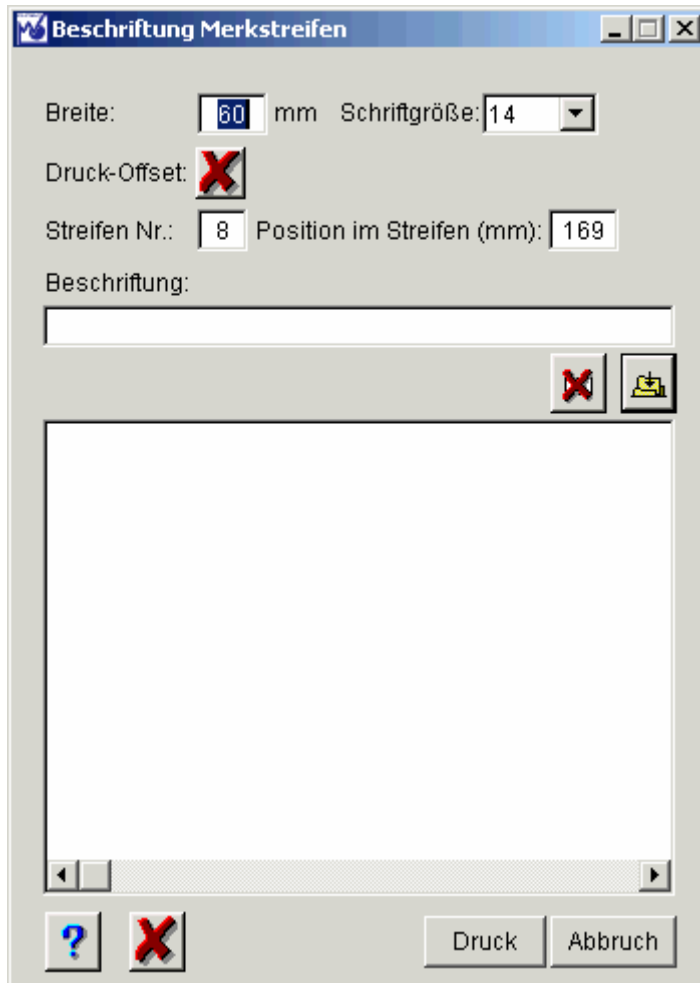 Beschriftung Merkstreifen
Breite: 60 mm Schriftgröße: 14
Druck-Offset:
Streifen Nr.: 8 Position im Streifen (mm): 169
Beschriftung:
? Druck Abbruch